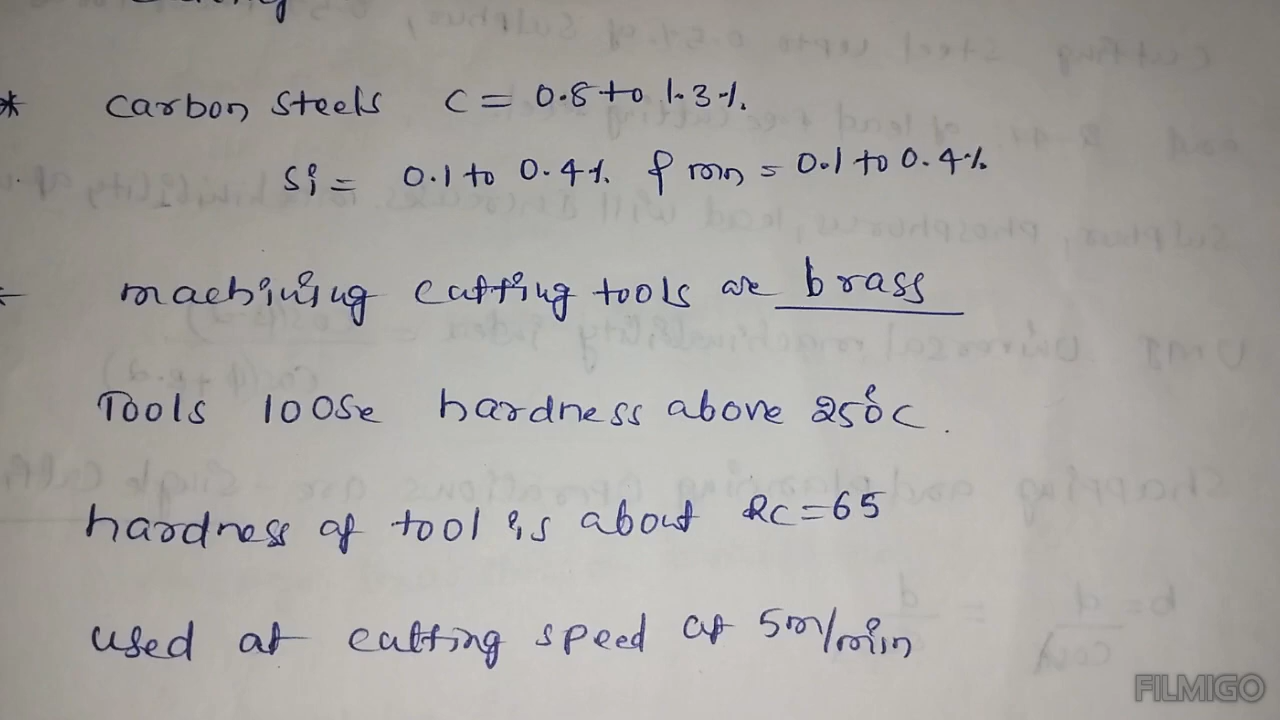 * Carbon steels C = 0.8 to 1.3%.
Si = 0.1 to 0.4% & mn = 0.1 to 0.4%
machining cutting tools are brass
Tools loose hardness above 250°C.
hardness of tool is about RC=65
used at cutting speed of 5m/min
FILMIGO